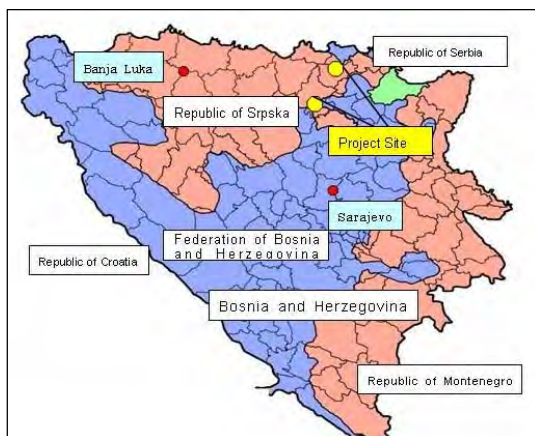 Republic of Serbia
Banja Luka
Republic of Srpska
Project Site
Sarajevo
Federation of Bosnia
and Herzegovina
Republic of Croatia
Bosnia and Herzegovina
Republic of Montenegro